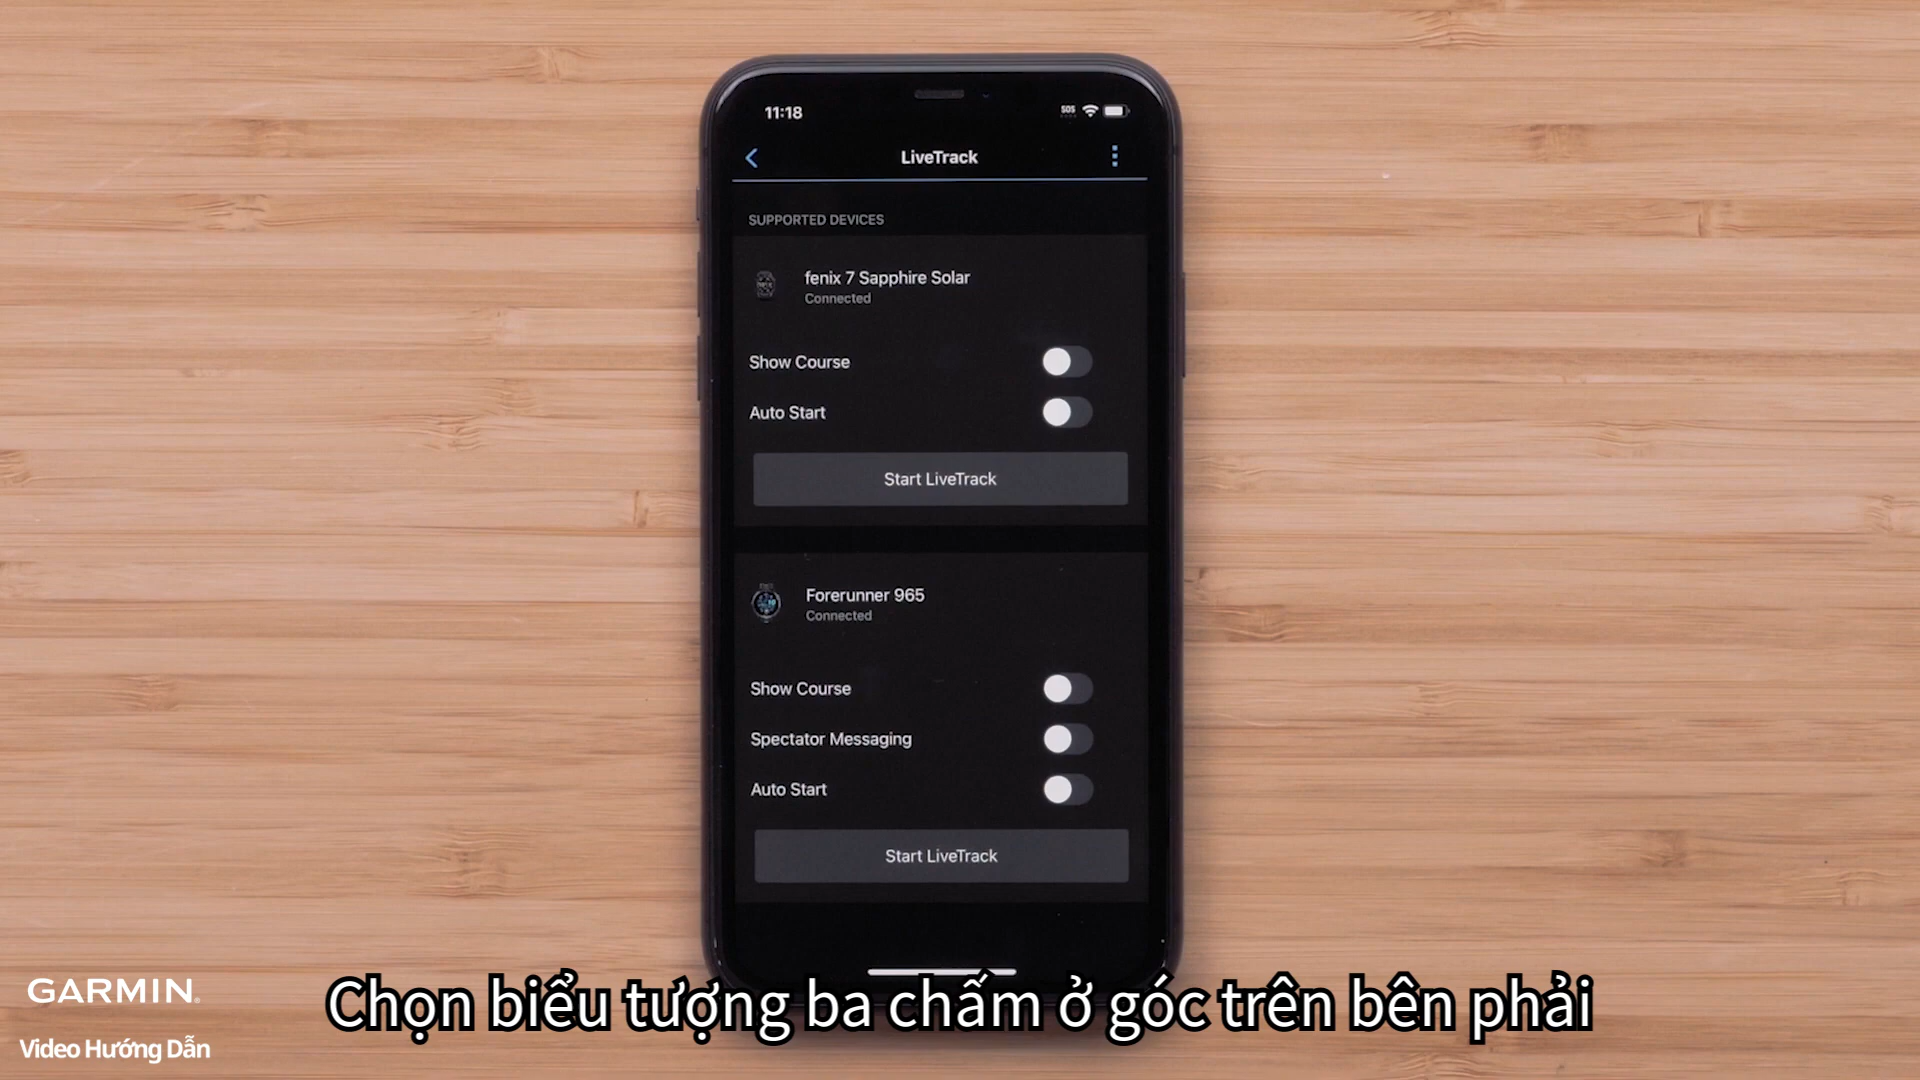 11:18
SOS
LiveTrack
SUPPORTED DEVICES
fenix 7 Sapphire Solar
Connected
Show Course
Auto Start
Start LiveTrack
Forerunner 965
Connected
Show Course
Spectator Messaging
Auto Start
Start LiveTrack
GARMIN
Chọn biểu tượng ba chấm ở góc trên bên phải
Video Hướng Dẫn